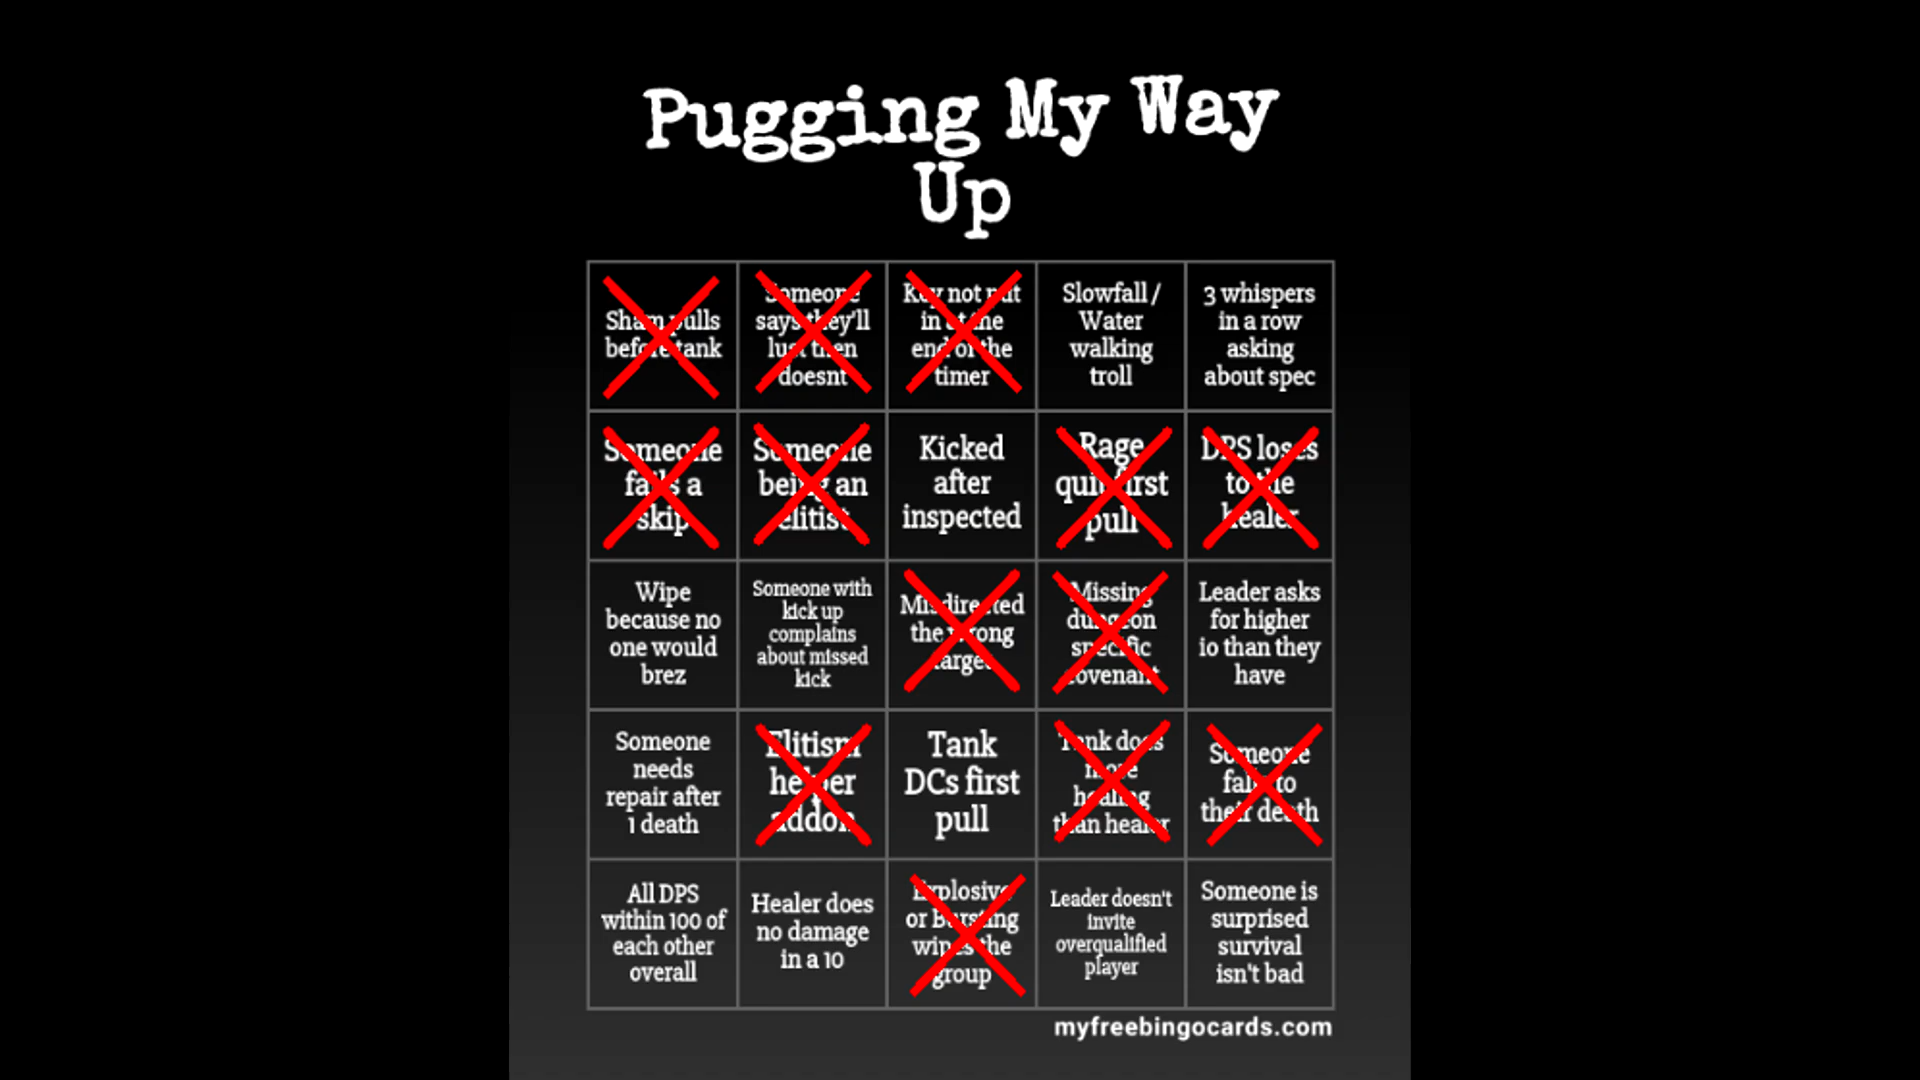 Pugging My Way
Up
Sham pulls
before tank
Someone
says they'll
lust then
doesnt
Key not put
in at the
end of the
timer
Slowfall /
Water
walking
troll
3 whispers
in a row
asking
about spec
Someone
fails a
skip
Someone
being an
elitist
Kicked
after
inspected
Rage
quit first
pull
DPS loses
to the
healer
Wipe
because no
one would
brez
Someone with
kick up
complains
about missed
kick
Misdirected
the wrong
target
Missing
dungeon
specific
covenant
Leader asks
for higher
io than they
have
Someone
needs
repair after
1 death
Elitism
helper
addon
Tank
DCs first
pull
Tank does
more
healing
than healer
Someone
falls to
their death
All DPS
within 100 of
each other
overall
Healer does
no damage
in a 10
Explosive
or Bursting
wipes the
group
Leader doesn't
invite
overqualified
player
Someone is
surprised
survival
isn't bad
myfreebingocards.com